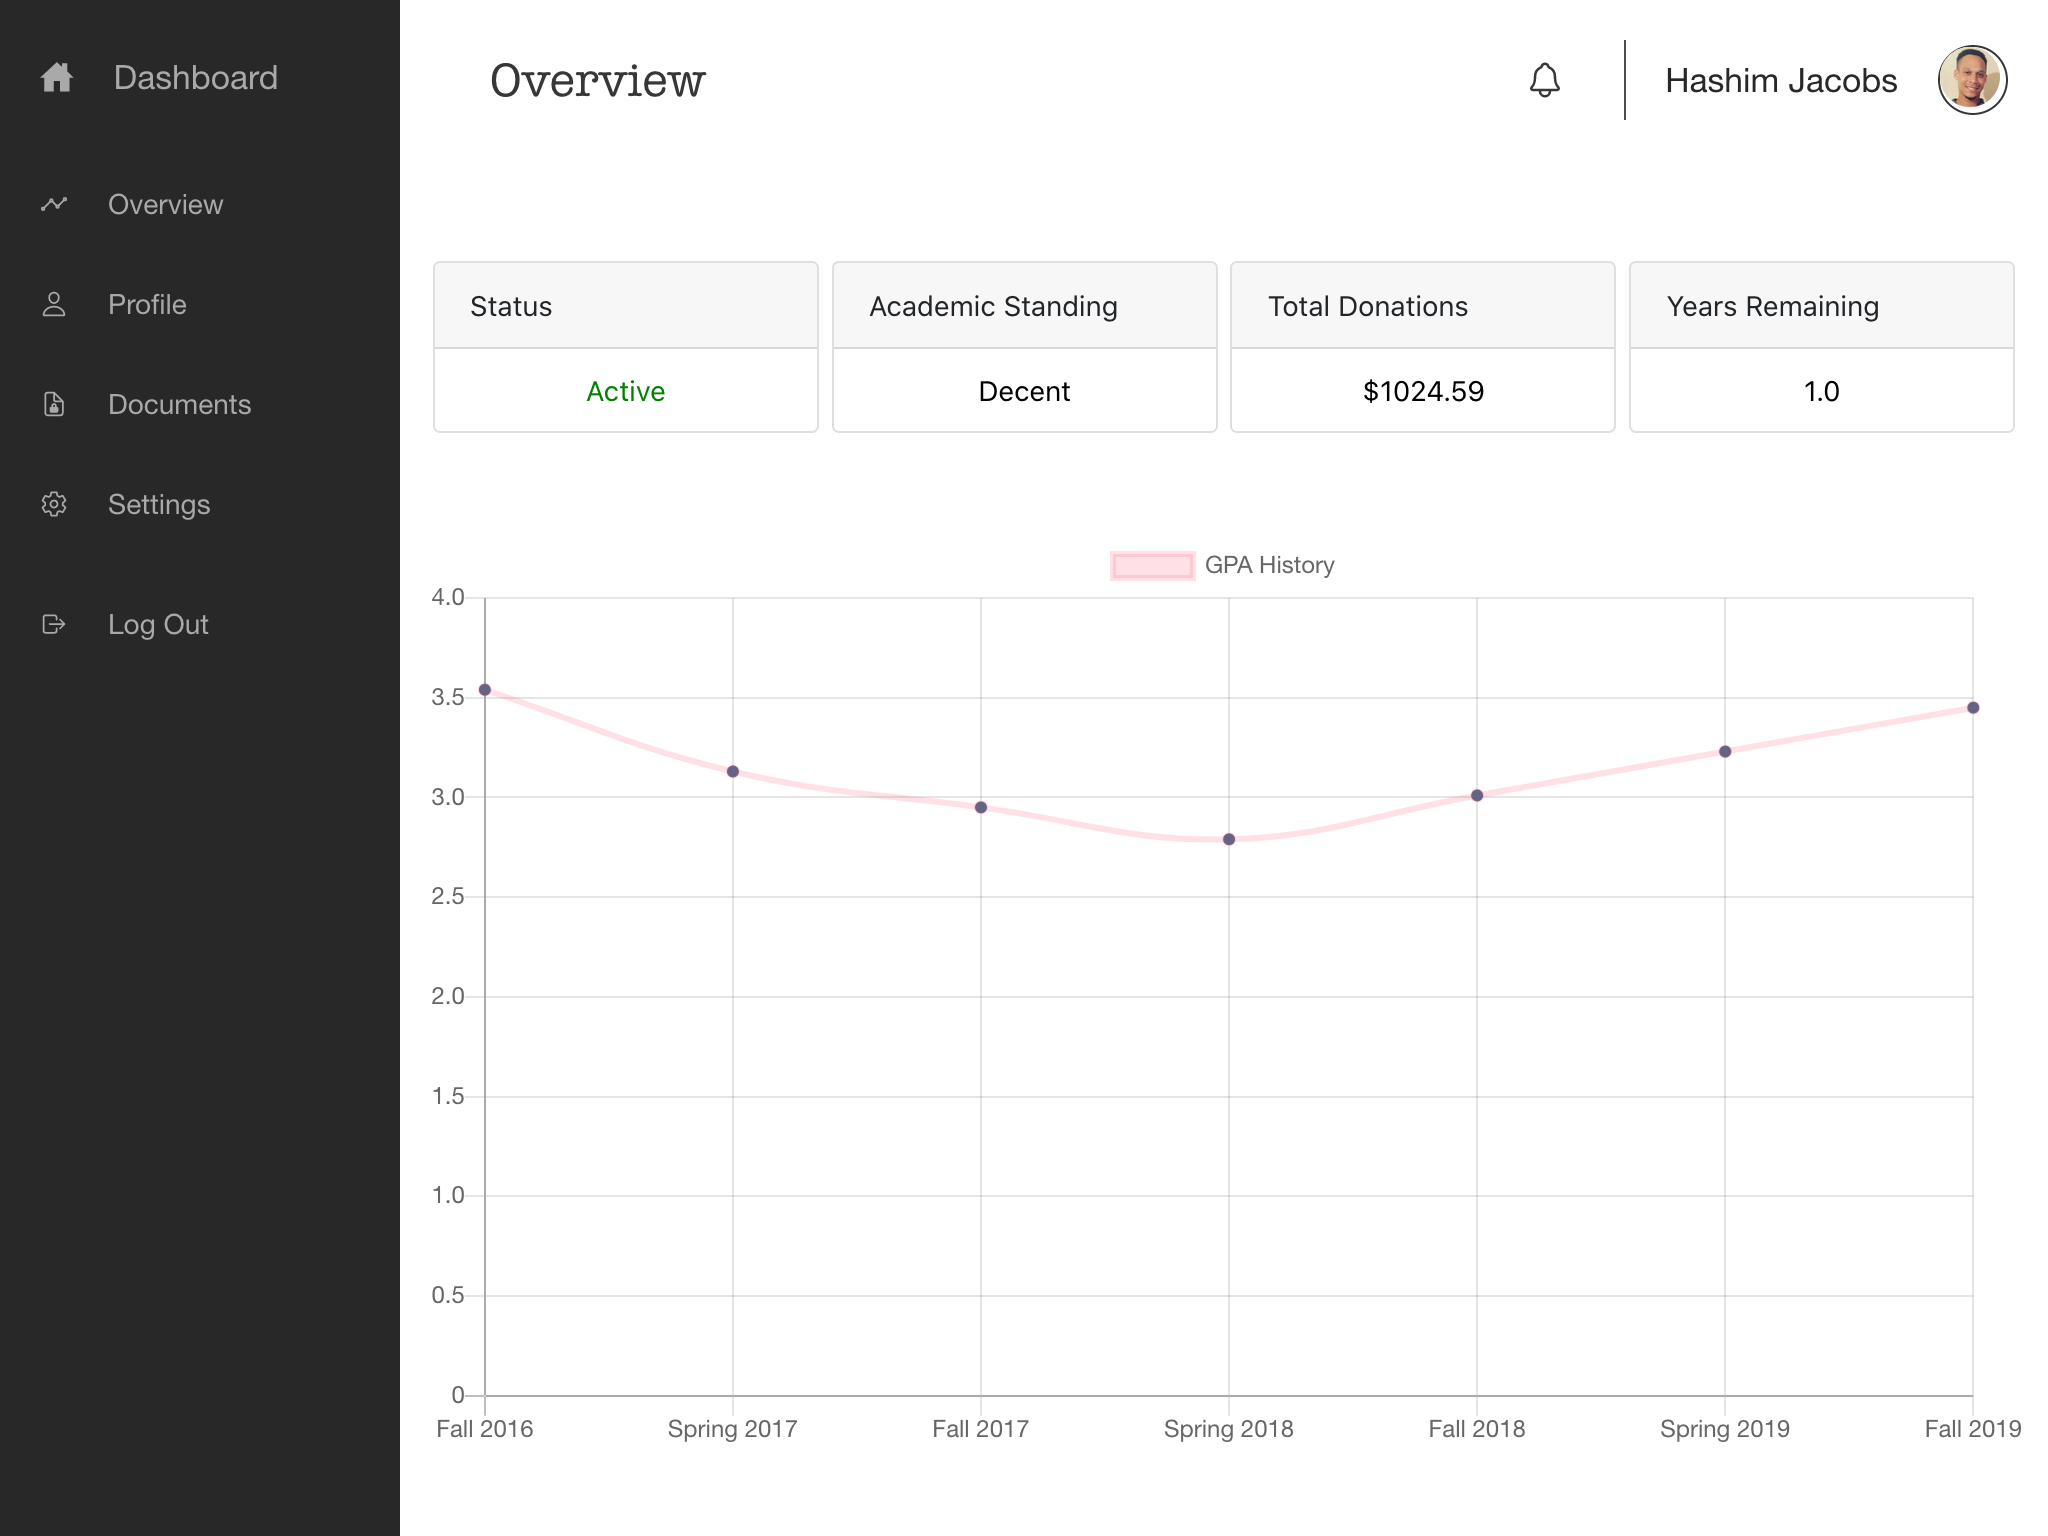 Dashboard
Overview
Profile
Documents
Settings
Log Out
Overview
Hashim Jacobs
Status
Active
Academic Standing
Decent
Total Donations
$1024.59
Years Remaining
1.0
GPA History
4.0
3.5
3.0
2.5
2.0
1.5
1.0
0.5
0
Fall 2016
Spring 2017
Fall 2017
Spring 2018
Fall 2018
Spring 2019
Fall 2019